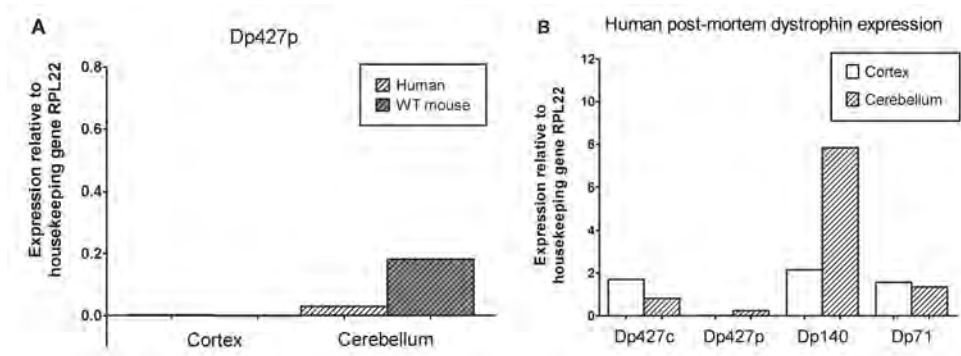 A
Dp427p
Expression relative to
housekeeping gene RPL22
0.8
0.6
0.4
0.2
0.0
Human
WT mouse
Cortex
Cerebellum
B
Human post-mortem dystrophin expression
Expression relative to
housekeeping gene RPL22
12
10
8
6
4
2
0
Cortex
Cerebellum
Dp427c
Dp427p
Dp140
Dp71